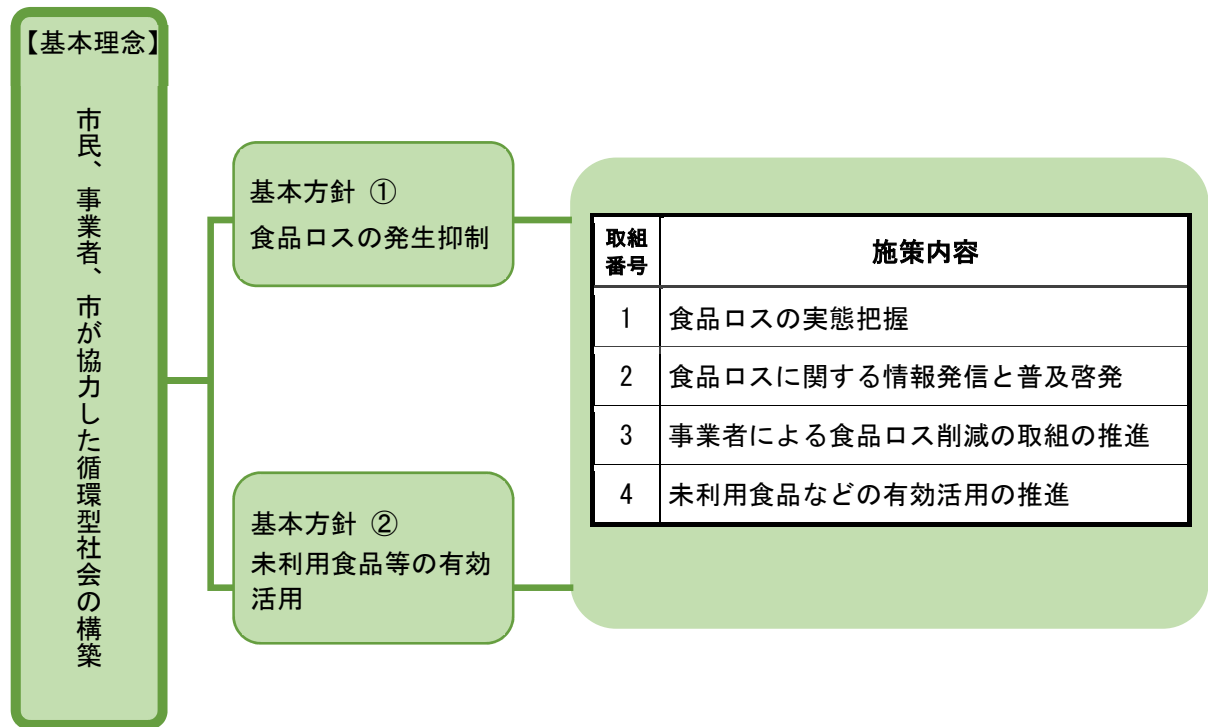 【基本理念】
市民、事業者、市が協力した循環型社会の構築
基本方針 ①
食品ロスの発生抑制
基本方針 ②
未利用食品等の有効
活用
取組
番号
施策内容
1 食品ロスの実態把握
2 食品ロスに関する情報発信と普及啓発
3 事業者による食品ロス削減の取組の推進
4 未利用食品などの有効活用の推進